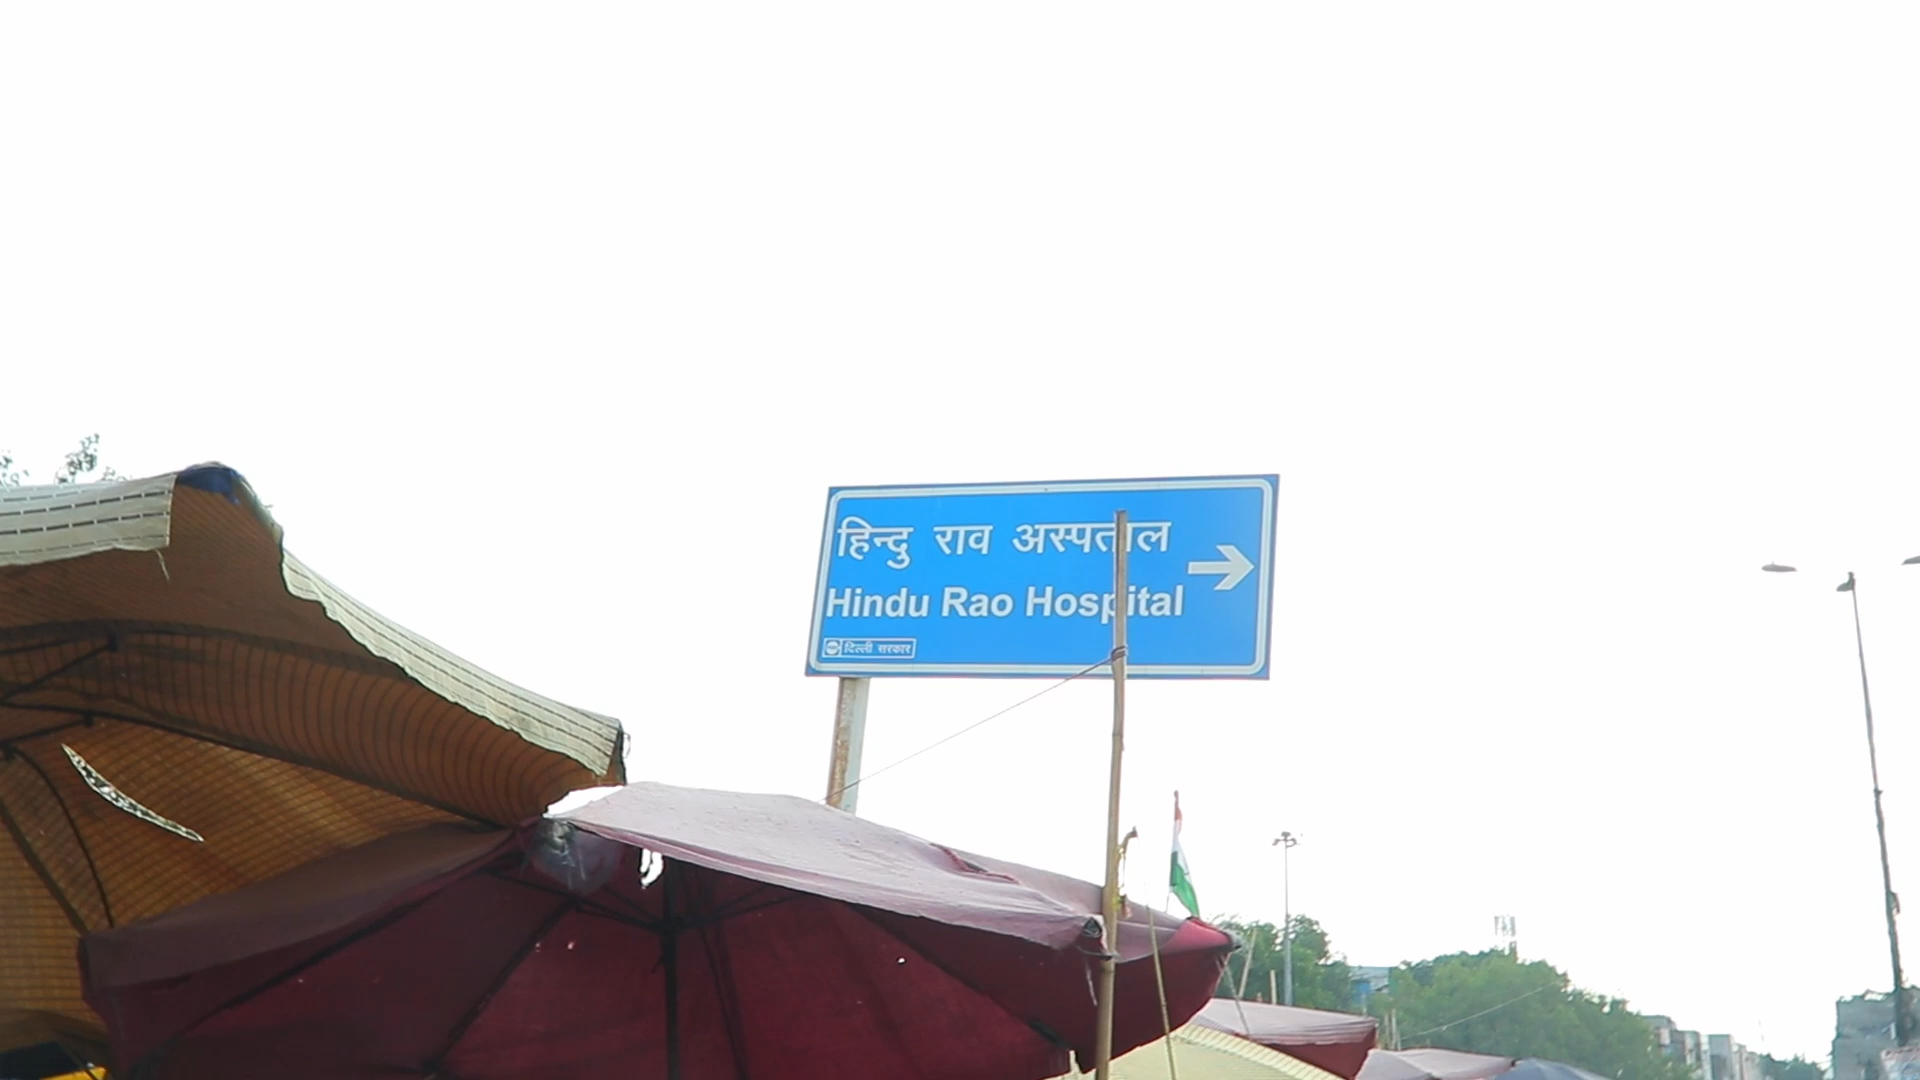 हिन्दु राव अस्पताल
Hindu Rao Hospital
दिल्ली सरकार